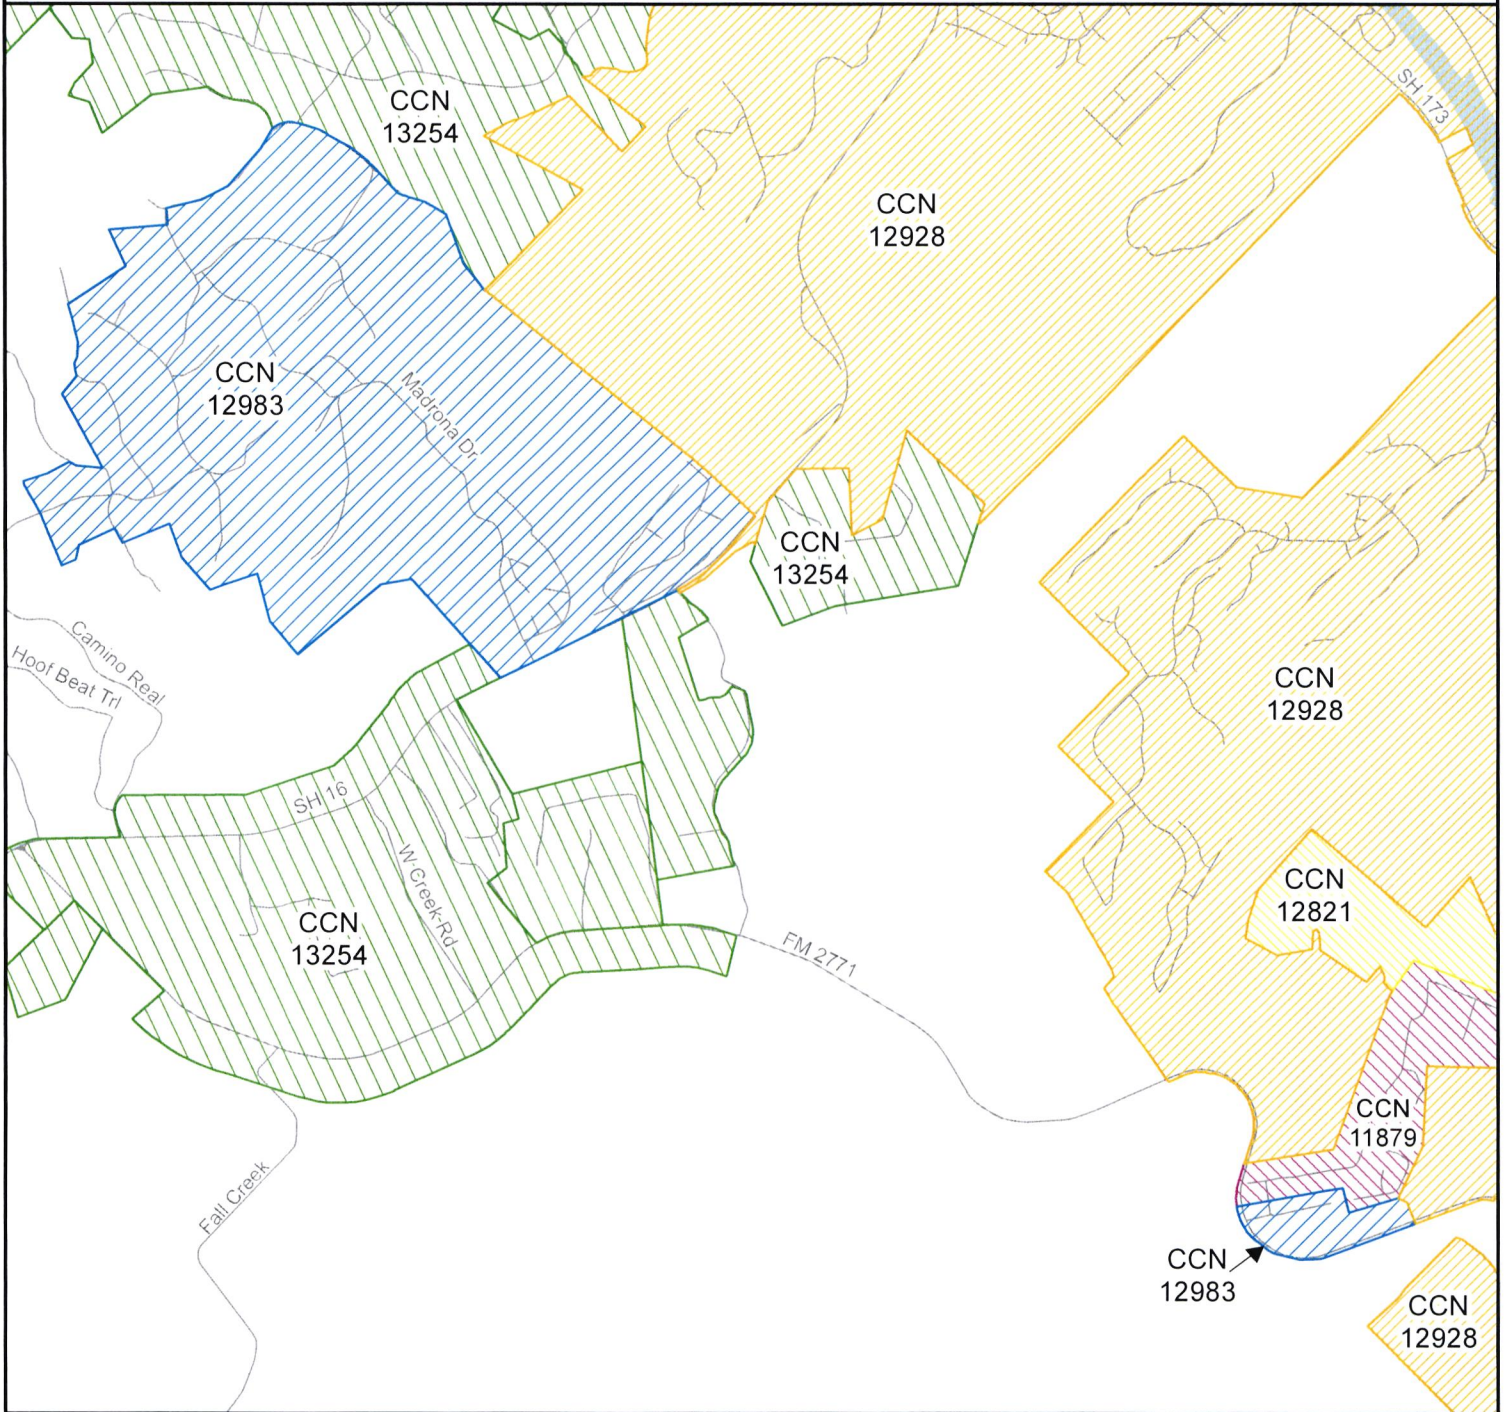 SH 173
CCN
13254
CCN
12928
CCN
12983
Madrona Dr
CCN
13254
Camino Real
Hoof Beat Trl
CCN
12928
SH 16
W Creek Rd
CCN
12821
CCN
13254
FM 2771
CCN
11879
Fall Creek
CCN
12983
CCN
12928